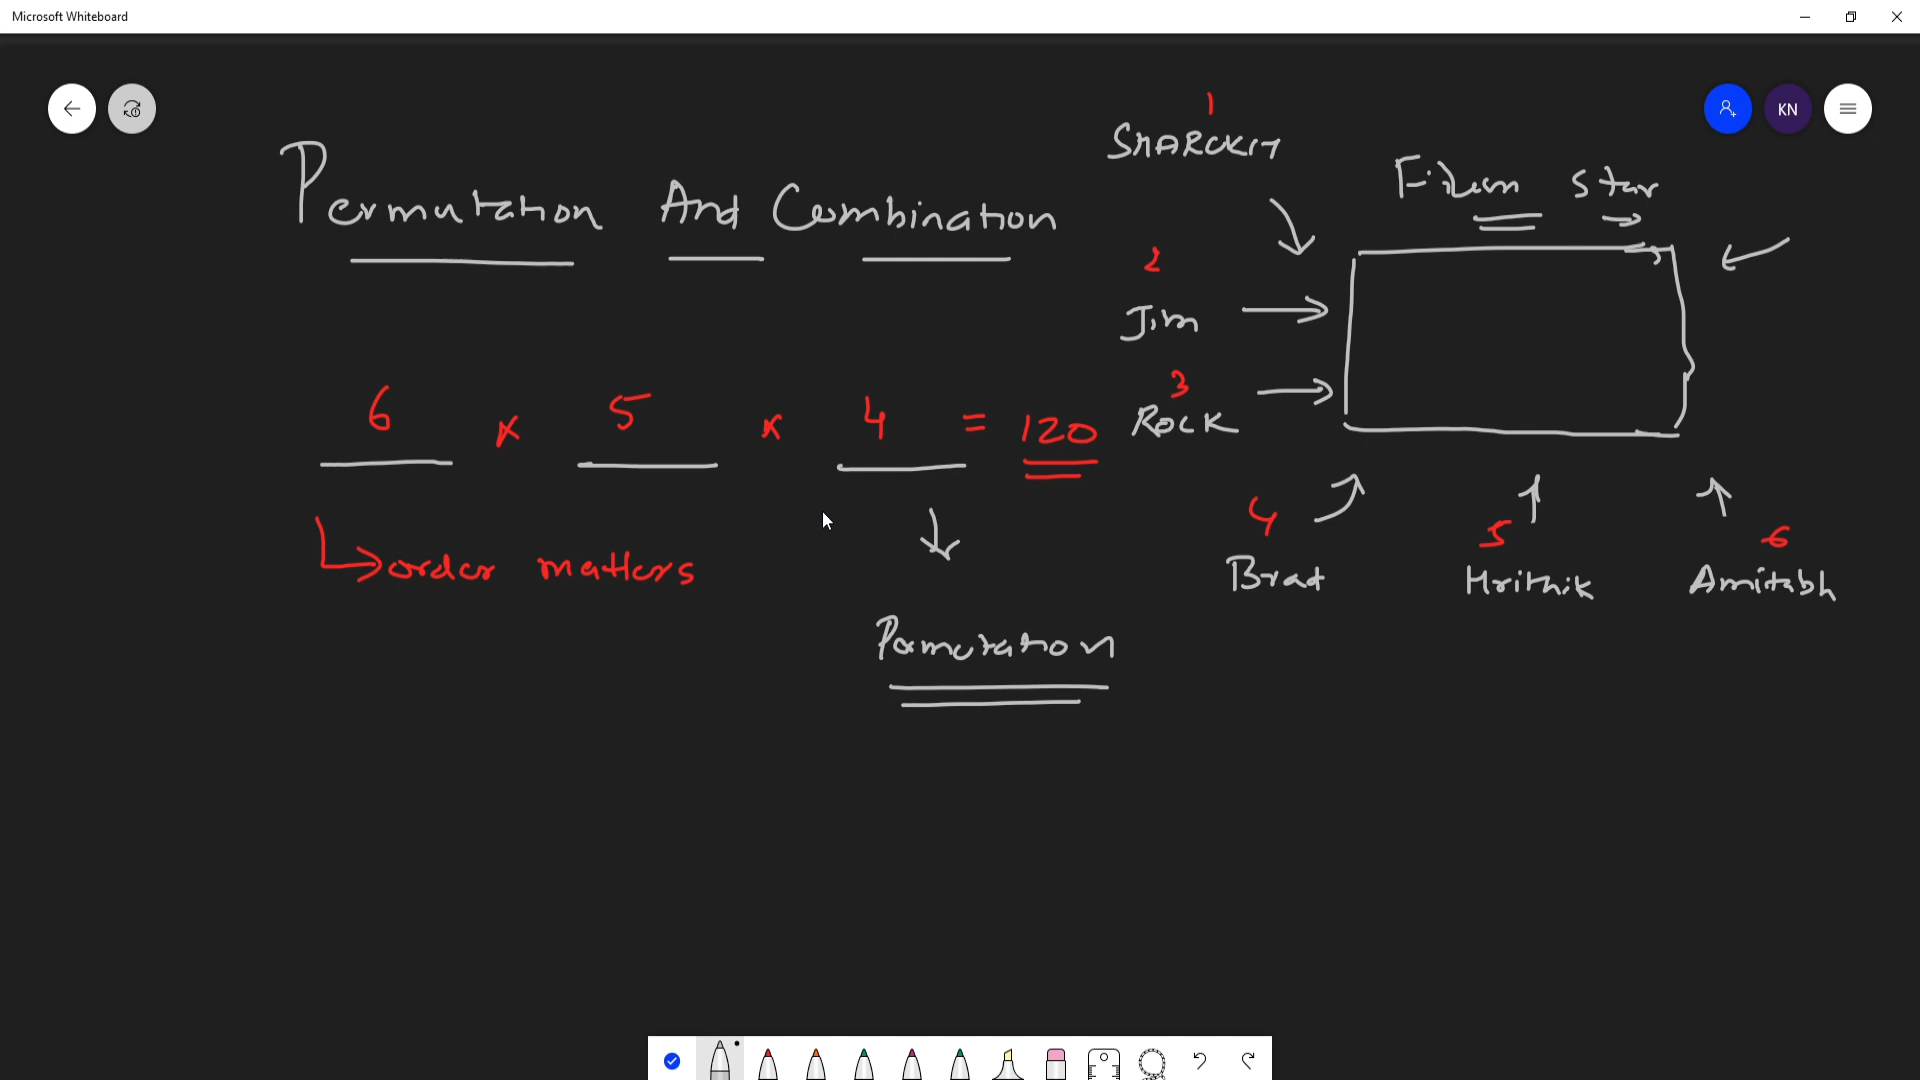 Microsoft Whiteboard
KN
Permutation And Combination
1
SHARUKH
Film Star
2
Jim
3
Rock
6 x 5 x 4 = 120
order matters
4
Brad
5
Hrithik
6
Amitabh
Permutation